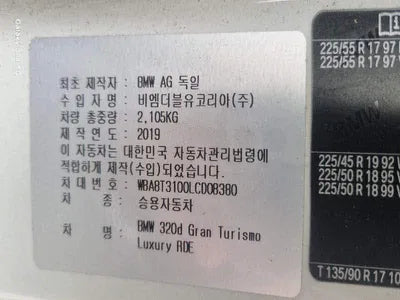 최초 제작자: BMW AG 독일
수 입 자 명: 비엠더블유코리아(주)
차량 총중량: 2,105KG
제작 연도: 2019
이 자동차는 대한민국 자동차관리법령에
적합하게 제작(수입)되었습니다.
차대번호: WBA8T3100LCD08380
차 종: 승용자동차
차 명: BMW 320d Gran Turismo
Luxury RDE
225/55 R 17 97
225/55 R 17 97
225/45 R 19 92
225/50 R 18 95
225/50 R 18 99
T 135/90 R 17 10